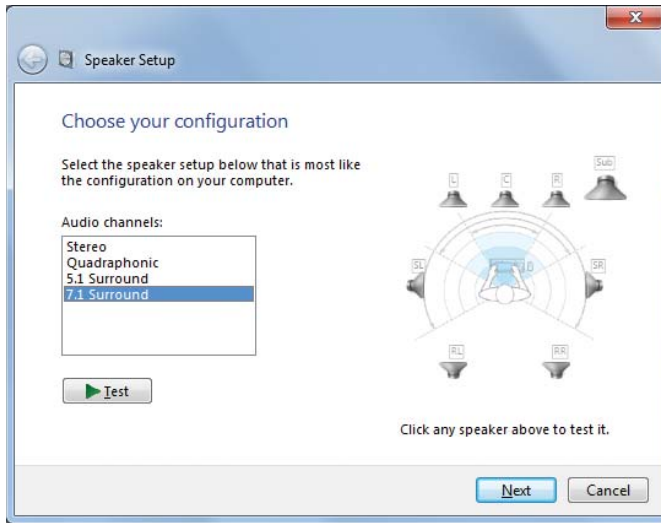 Speaker Setup
Choose your configuration
Select the speaker setup below that is most like
the configuration on your computer.
Audio channels:
Stereo
Quadraphonic
5.1 Surround
7.1 Surround
Test
L
C
R
Sub
SL
SR
RL
RR
Click any speaker above to test it.
Next
Cancel